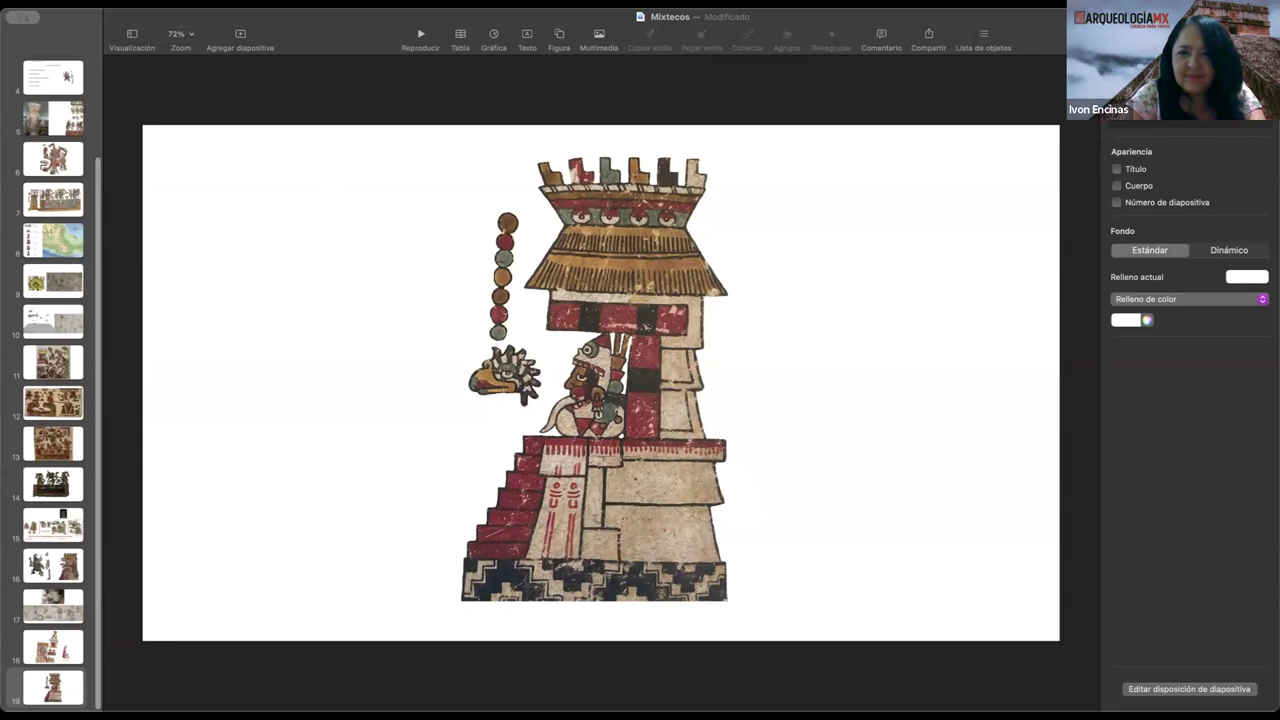 Mixtecos — Modificado
72%
Visualización
Zoom
Agregar diapositiva
Reproducir
Tabla
Gráfica
Texto
Figura
Multimedia
Copiar estilo
Pegar estilo
Conectar
Agrupar
Desagrupar
Comentario
Compartir
Lista de objetos
ARQUEOLOGÍAMX
CIENCIA PARA TODOS
Ivon Encinas
Apariencia
Título
Cuerpo
Número de diapositiva
Fondo
Estándar
Dinámico
Relleno actual
Relleno de color
Editar disposición de diapositiva
4
5
6
7
8
9
10
11
12
13
14
15
16
17
18
19